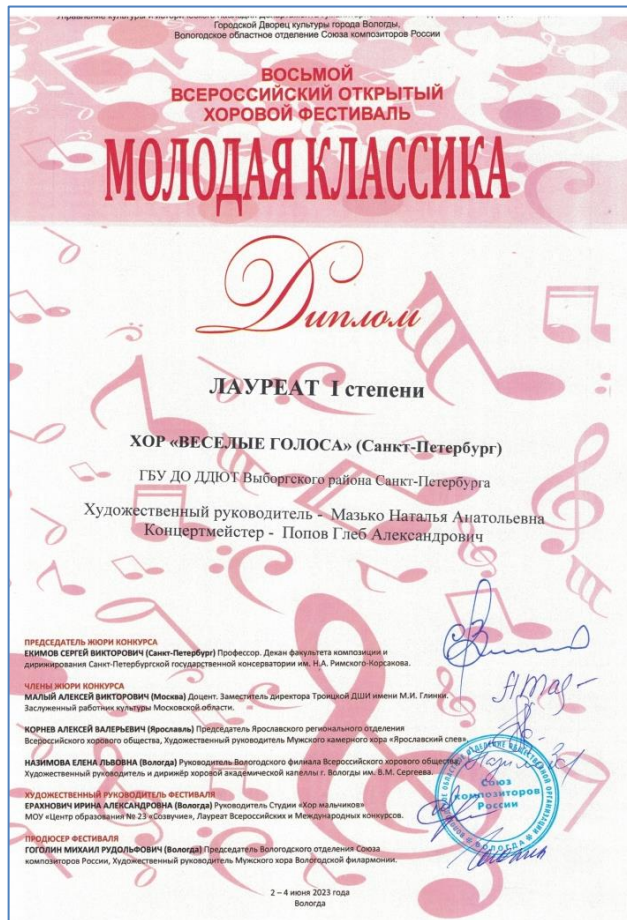 Городской Дворец культуры города Вологды,
Вологодское областное отделение Союза композиторов России
ВОСЬМОЙ
ВСЕРОССИЙСКИЙ ОТКРЫТЫЙ
ХОРОВОЙ ФЕСТИВАЛЬ
МОЛОДАЯ КЛАССИКА
Диплом
ЛАУРЕАТ I степени
ХОР «ВЕСЕЛЫЕ ГОЛОСА» (Санкт-Петербург)
ГБУ ДО ДДЮТ Выборгского района Санкт-Петербурга
Художественный руководитель - Мазько Наталья Анатольевна
Концертмейстер - Попов Глеб Александрович
ПРЕДСЕДАТЕЛЬ ЖЮРИ КОНКУРСА
ЕКИМОВ СЕРГЕЙ ВИКТОРОВИЧ (Санкт-Петербург) Профессор. Декан факультета композиции и
дирижирования Санкт-Петербургской государственной консерватории им. Н.А. Римского-Корсакова.
ЧЛЕНЫ ЖЮРИ КОНКУРСА
МАЛЫЙ АЛЕКСЕЙ ВИКТОРОВИЧ (Москва) Доцент. Заместитель директора Троицкой ДШИ имени М.И. Глинки.
Заслуженный работник культуры Московской области.
КОРНЕВ АЛЕКСЕЙ ВАЛЕРЬЕВИЧ (Ярославль) Председатель Ярославского регионального отделения
Всероссийского хорового общества, Художественный руководитель Мужского камерного хора «Ярославский
НАЗИМОВА ЕЛЕНА ЛЬВОВНА (Вологда) Руководитель Вологодского филиала Всероссийского хорового общества,
Художественный руководитель и дирижёр хоровой академической капеллы г. Вологды им. В.М. Сергеева.
ХУДОЖЕСТВЕННЫЙ РУКОВОДИТЕЛЬ ФЕСТИВАЛЯ
ЕРАХНОВИЧ ИРИНА АЛЕКСАНДРОВНА (Вологда) Руководитель Студии «Хор мальчиков»
МОУ «Центр образования № 23 «Созвучие», Лауреат Всероссийских и Международных конкурсов.
ПРОДЮСЕР ФЕСТИВАЛЯ
ГОГОЛИН МИХАИЛ РУДОЛЬФОВИЧ (Вологда) Председатель Вологодского отделения Союза
композиторов России, Художественный руководитель Мужского хора Вологодской филармонии.
Союз
композиторов
России
ВОЛОГДА
2 – 4 июня 2023 года
Вологда